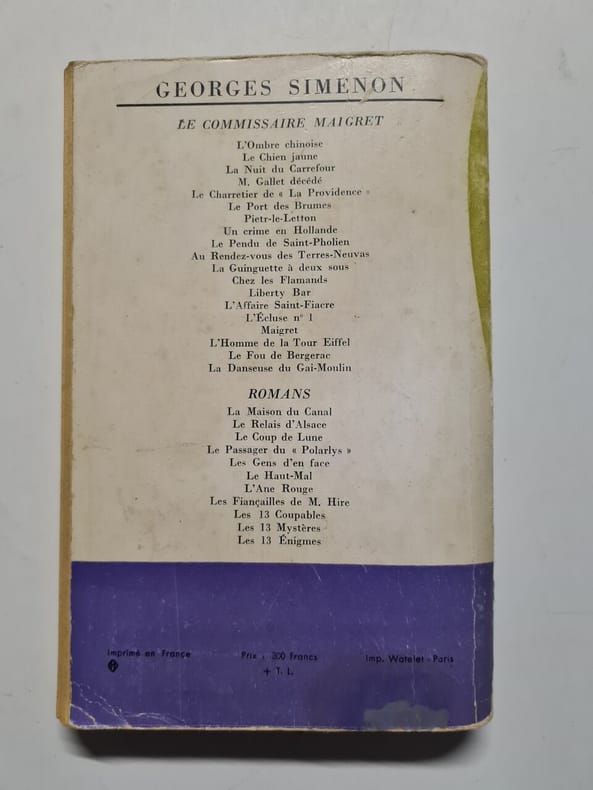 GEORGES SIMENON
LE COMMISSAIRE MAIGRET
L'Ombre chinoise
Le Chien jaune
La Nuit du Carrefour
M. Gallet décédé
Le Charretier de « La Providence »
Le Port des Brumes
Pietr-le-Letton
Un crime en Hollande
Le Pendu de Saint-Pholien
Au Rendez-vous des Terres-Neuvas
La Guinguette à deux sous
Chez les Flamands
Liberty Bar
L'Affaire Saint-Fiacre
L'Écluse n° 1
Maigret
L'Homme de la Tour Eiffel
Le Fou de Bergerac
La Danseuse du Gai-Moulin
ROMANS
La Maison du Canal
Le Relais d'Alsace
Le Coup de Lune
Le Passager du « Polarlys »
Les Gens d'en face
Le Haut-Mal
L'Ane Rouge
Les Fiançailles de M. Hire
Les 13 Coupables
Les 13 Mystères
Les 13 Énigmes
Imprimé en France Prix : 300 Francs Imp. Watelet - Paris
+ T. L.